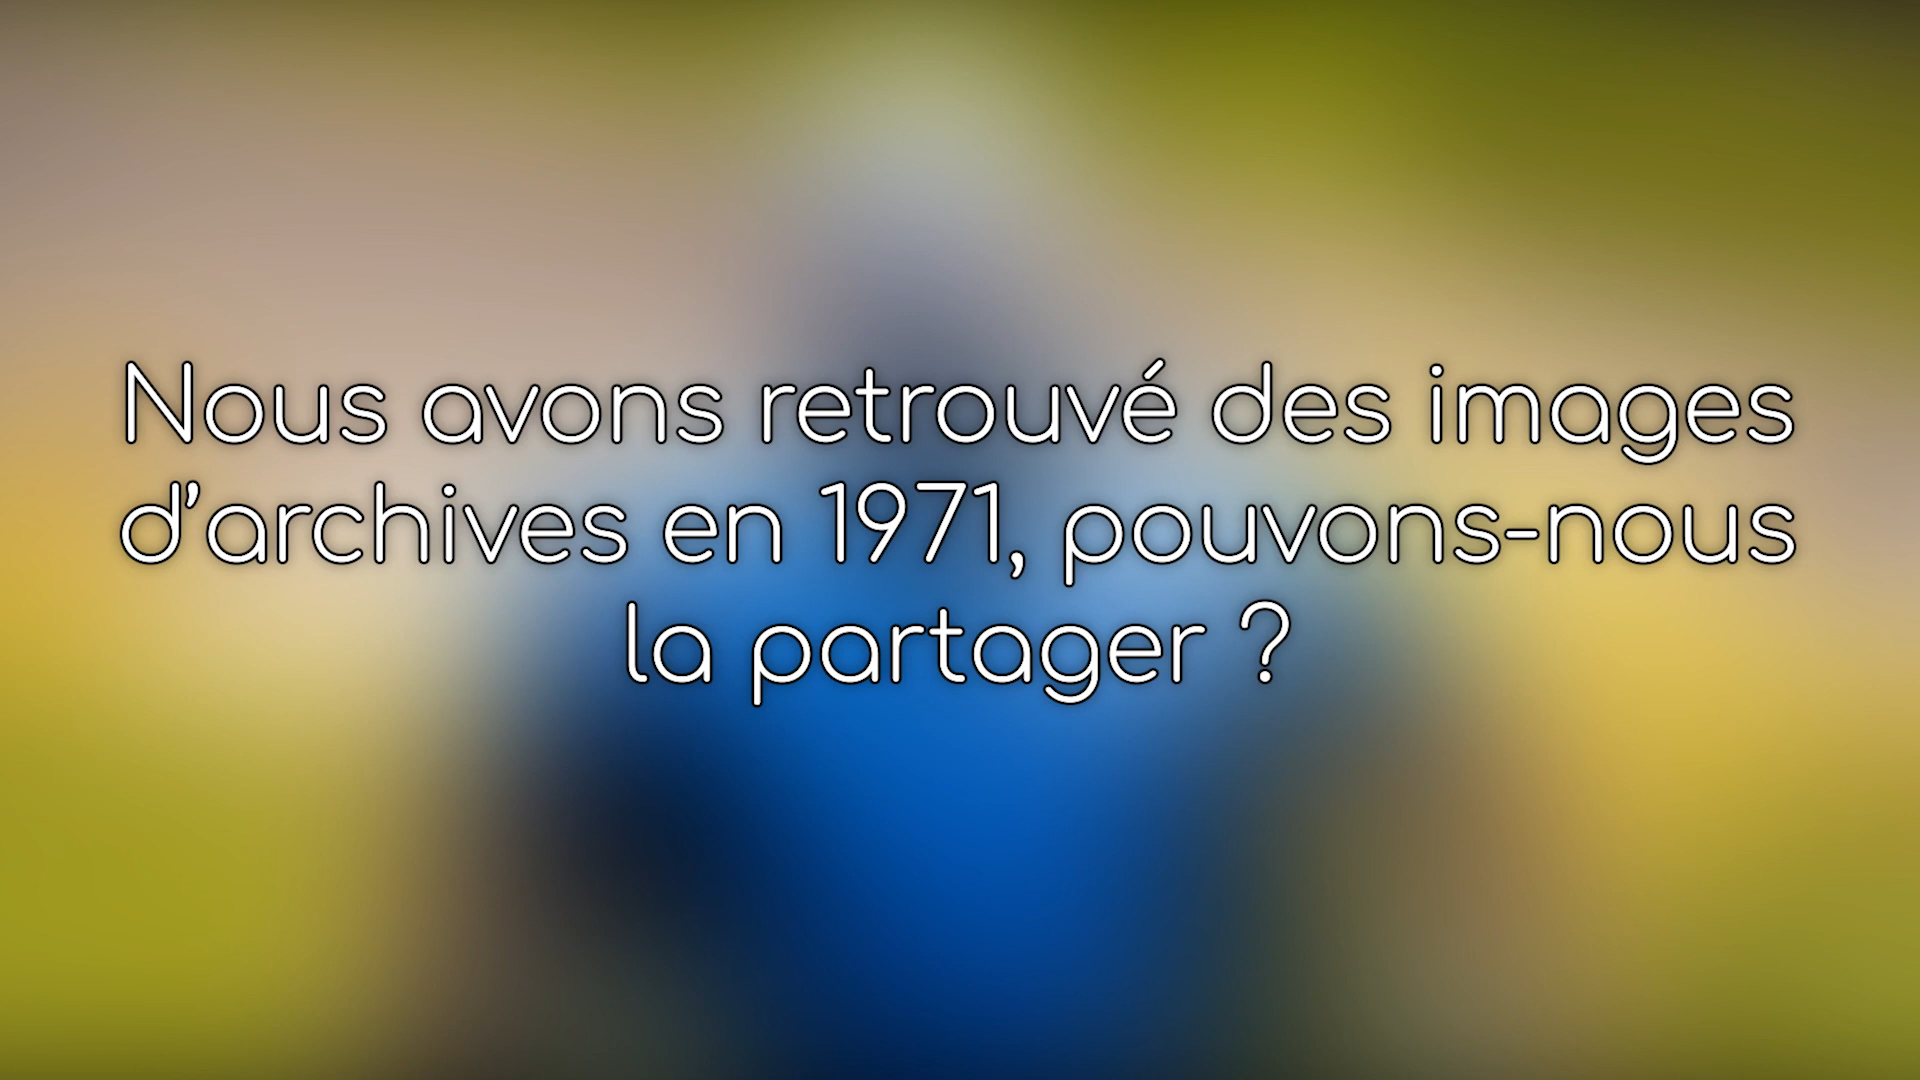 Nous avons retrouvé des images
d’archives en 1971, pouvons-nous
la partager ?